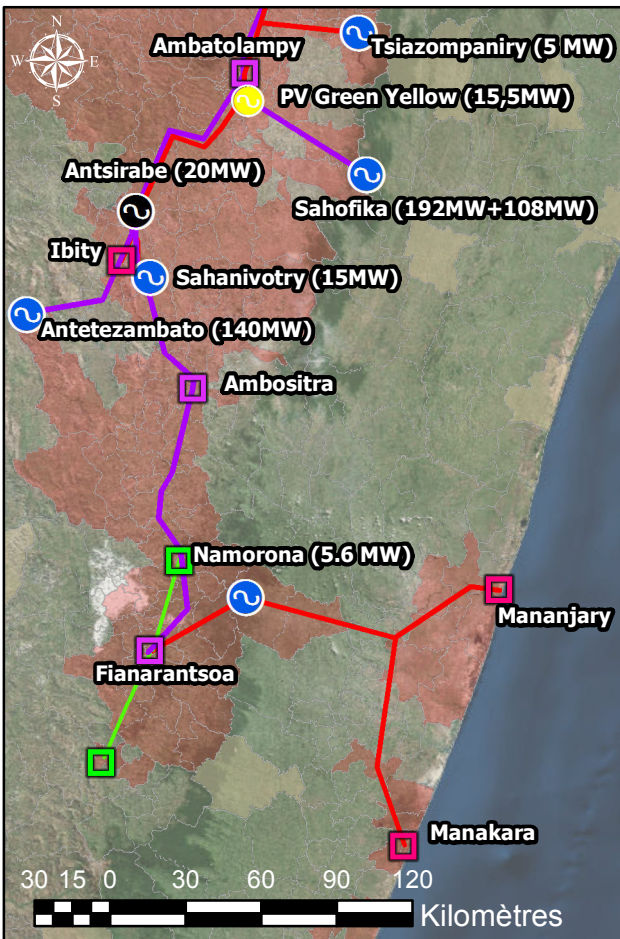 N
W E
S
Ambatolampy
Tsiazompaniry (5 MW)
PV Green Yellow (15,5MW)
Antsirabe (20MW)
Sahofika (192MW+108MW)
Ibity
Sahanivotry (15MW)
Antetezambato (140MW)
Ambositra
Namorona (5.6 MW)
Mananjary
Fianarantsoa
Manakara
30 15 0 30 60 90 120
Kilomètres